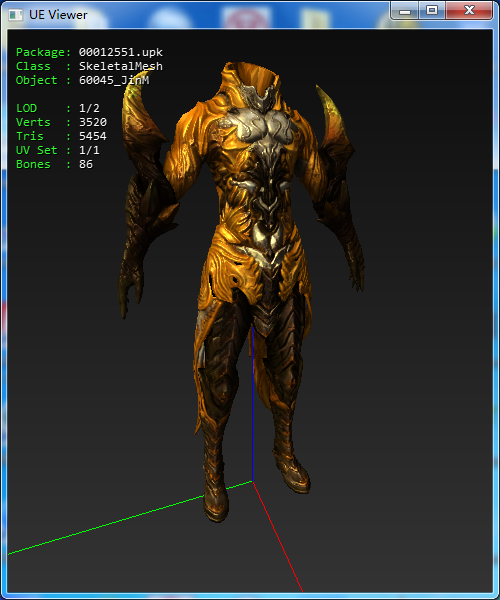 UE Viewer
Package: 00012551.upk
Class : SkeletalMesh
Object : 60045_JinM
LOD : 1/2
Verts : 3520
Tris : 5454
UV Set : 1/1
Bones : 86